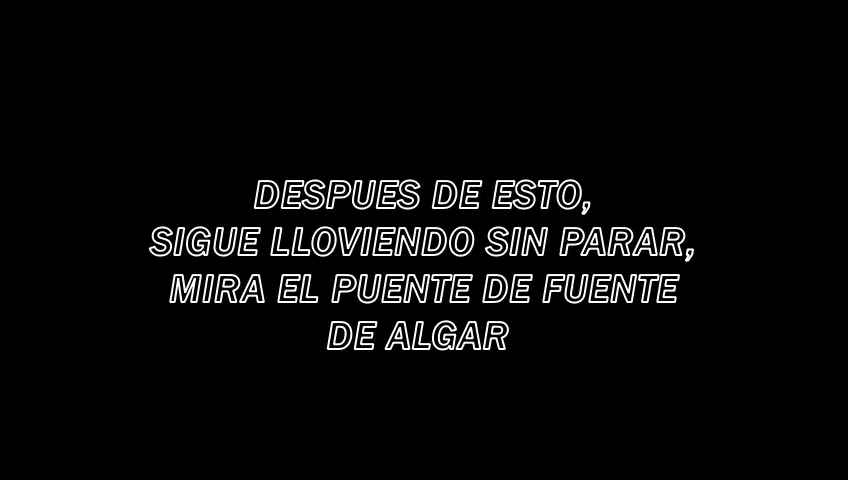 DESPUES DE ESTO,
SIGUE LLOVIENDO SIN PARAR,
MIRA EL PUENTE DE FUENTE
DE ALGAR